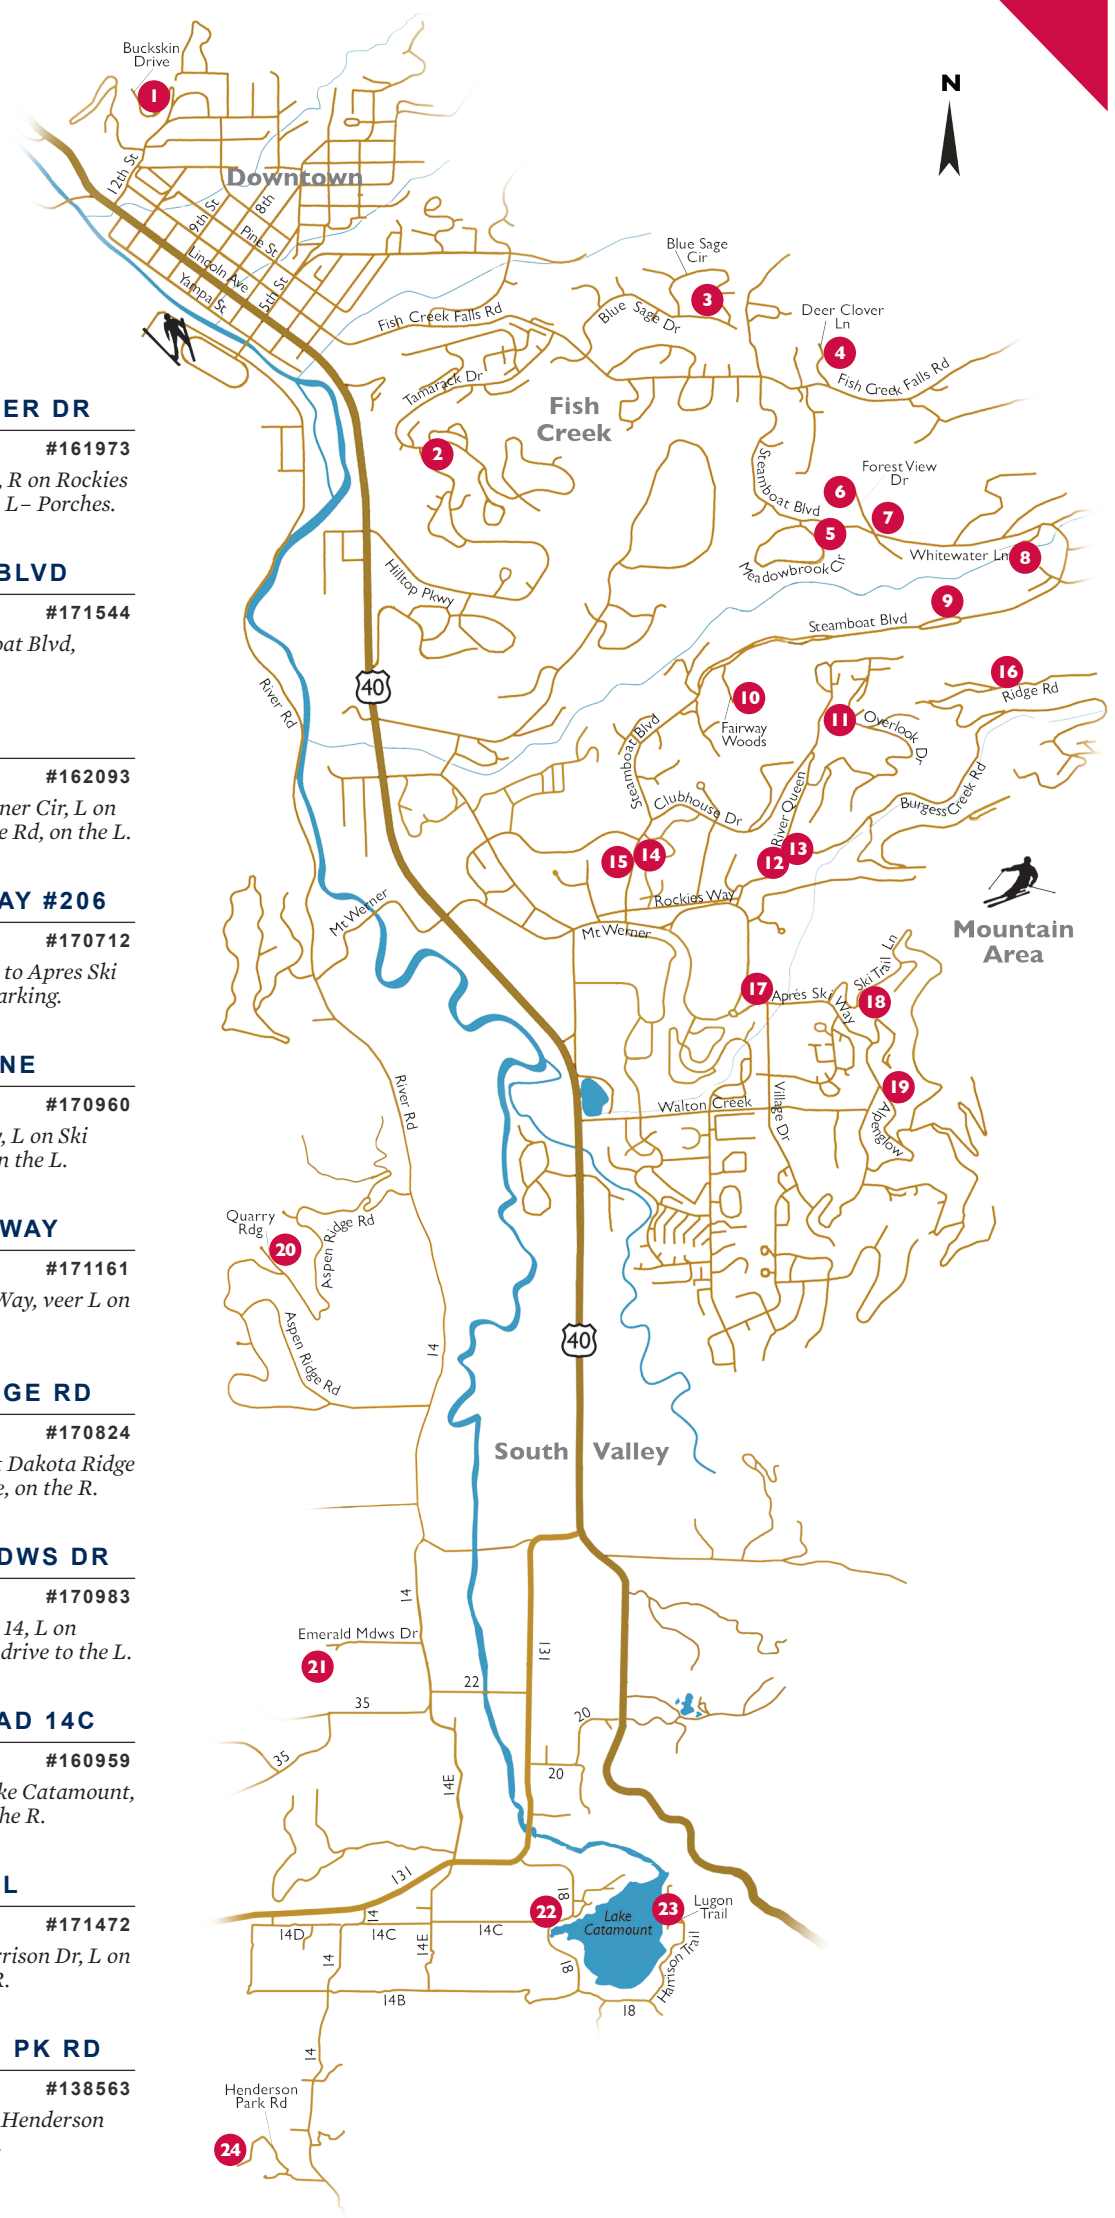 ER DR
#161973
, R on Rockies
L– Porches.
BLVD
#171544
oat Blvd,
#162093
ner Cir, L on
e Rd, on the L.
AY #206
#170712
to Apres Ski
arking.
NE
#170960
y, L on Ski
n the L.
WAY
#171161
Way, veer L on
GE RD
#170824
t Dakota Ridge
e, on the R.
DWS DR
#170983
14, L on
drive to the L.
AD 14C
#160959
ke Catamount,
he R.
L
#171472
rrison Dr, L on
R.
PK RD
#138563
Henderson
N
Buckskin
Drive
1
12th St
Downtown
9th St
8th
Pine St
Lincoln Ave
Yampa St
5th St
Fish Creek Falls Rd
Blue Sage
Cir
3
Blue Sage Dr
Deer Clover
Ln
4
Fish Creek Falls Rd
Tamarack Dr
Fish
Creek
2
Steamboat Blvd
Forest View
Dr
6
7
5
Meadowbrook Cir
Whitewater Ln
8
9
Steamboat Blvd
Hilltop Pkwy
40
River Rd
16
Ridge Rd
10
Fairway
Woods
11
Overlook Dr
Steamboat Blvd
Clubhouse Dr
River Queen
Burgess Creek Rd
15
14
12
13
Rockies Way
Mt Werner
Mt Werner
Mountain
Area
17
Aprés Ski Way
Ski Trail Ln
18
19
Alpenglow
River Rd
Walton Creek
Village Dr
Quarry
Rdg
20
Aspen Ridge Rd
Aspen Ridge Rd
14
40
South Valley
14
Emerald Mdws Dr
21
131
22
35
20
35
20
14E
131
18
22
23
Lugon
Trail
Lake
Catamount
14
14D
14C
14E
14C
14
18
Harrison Trail
14B
18
14
Henderson
Park Rd
24